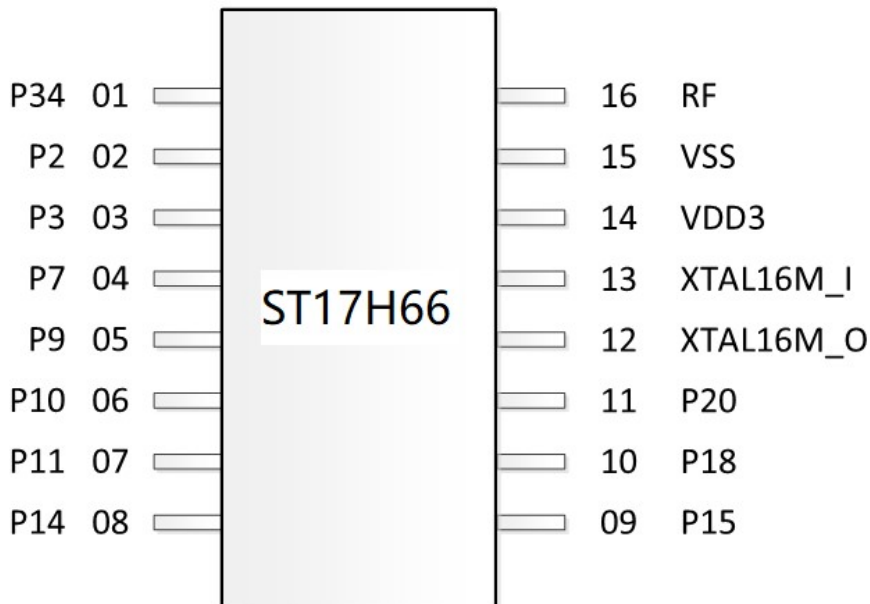 P34 01 16 RF
P2 02 15 VSS
P3 03 14 VDD3
P7 04 13 XTAL16M_I
ST17H66
P9 05 12 XTAL16M_O
P10 06 11 P20
P11 07 10 P18
P14 08 09 P15